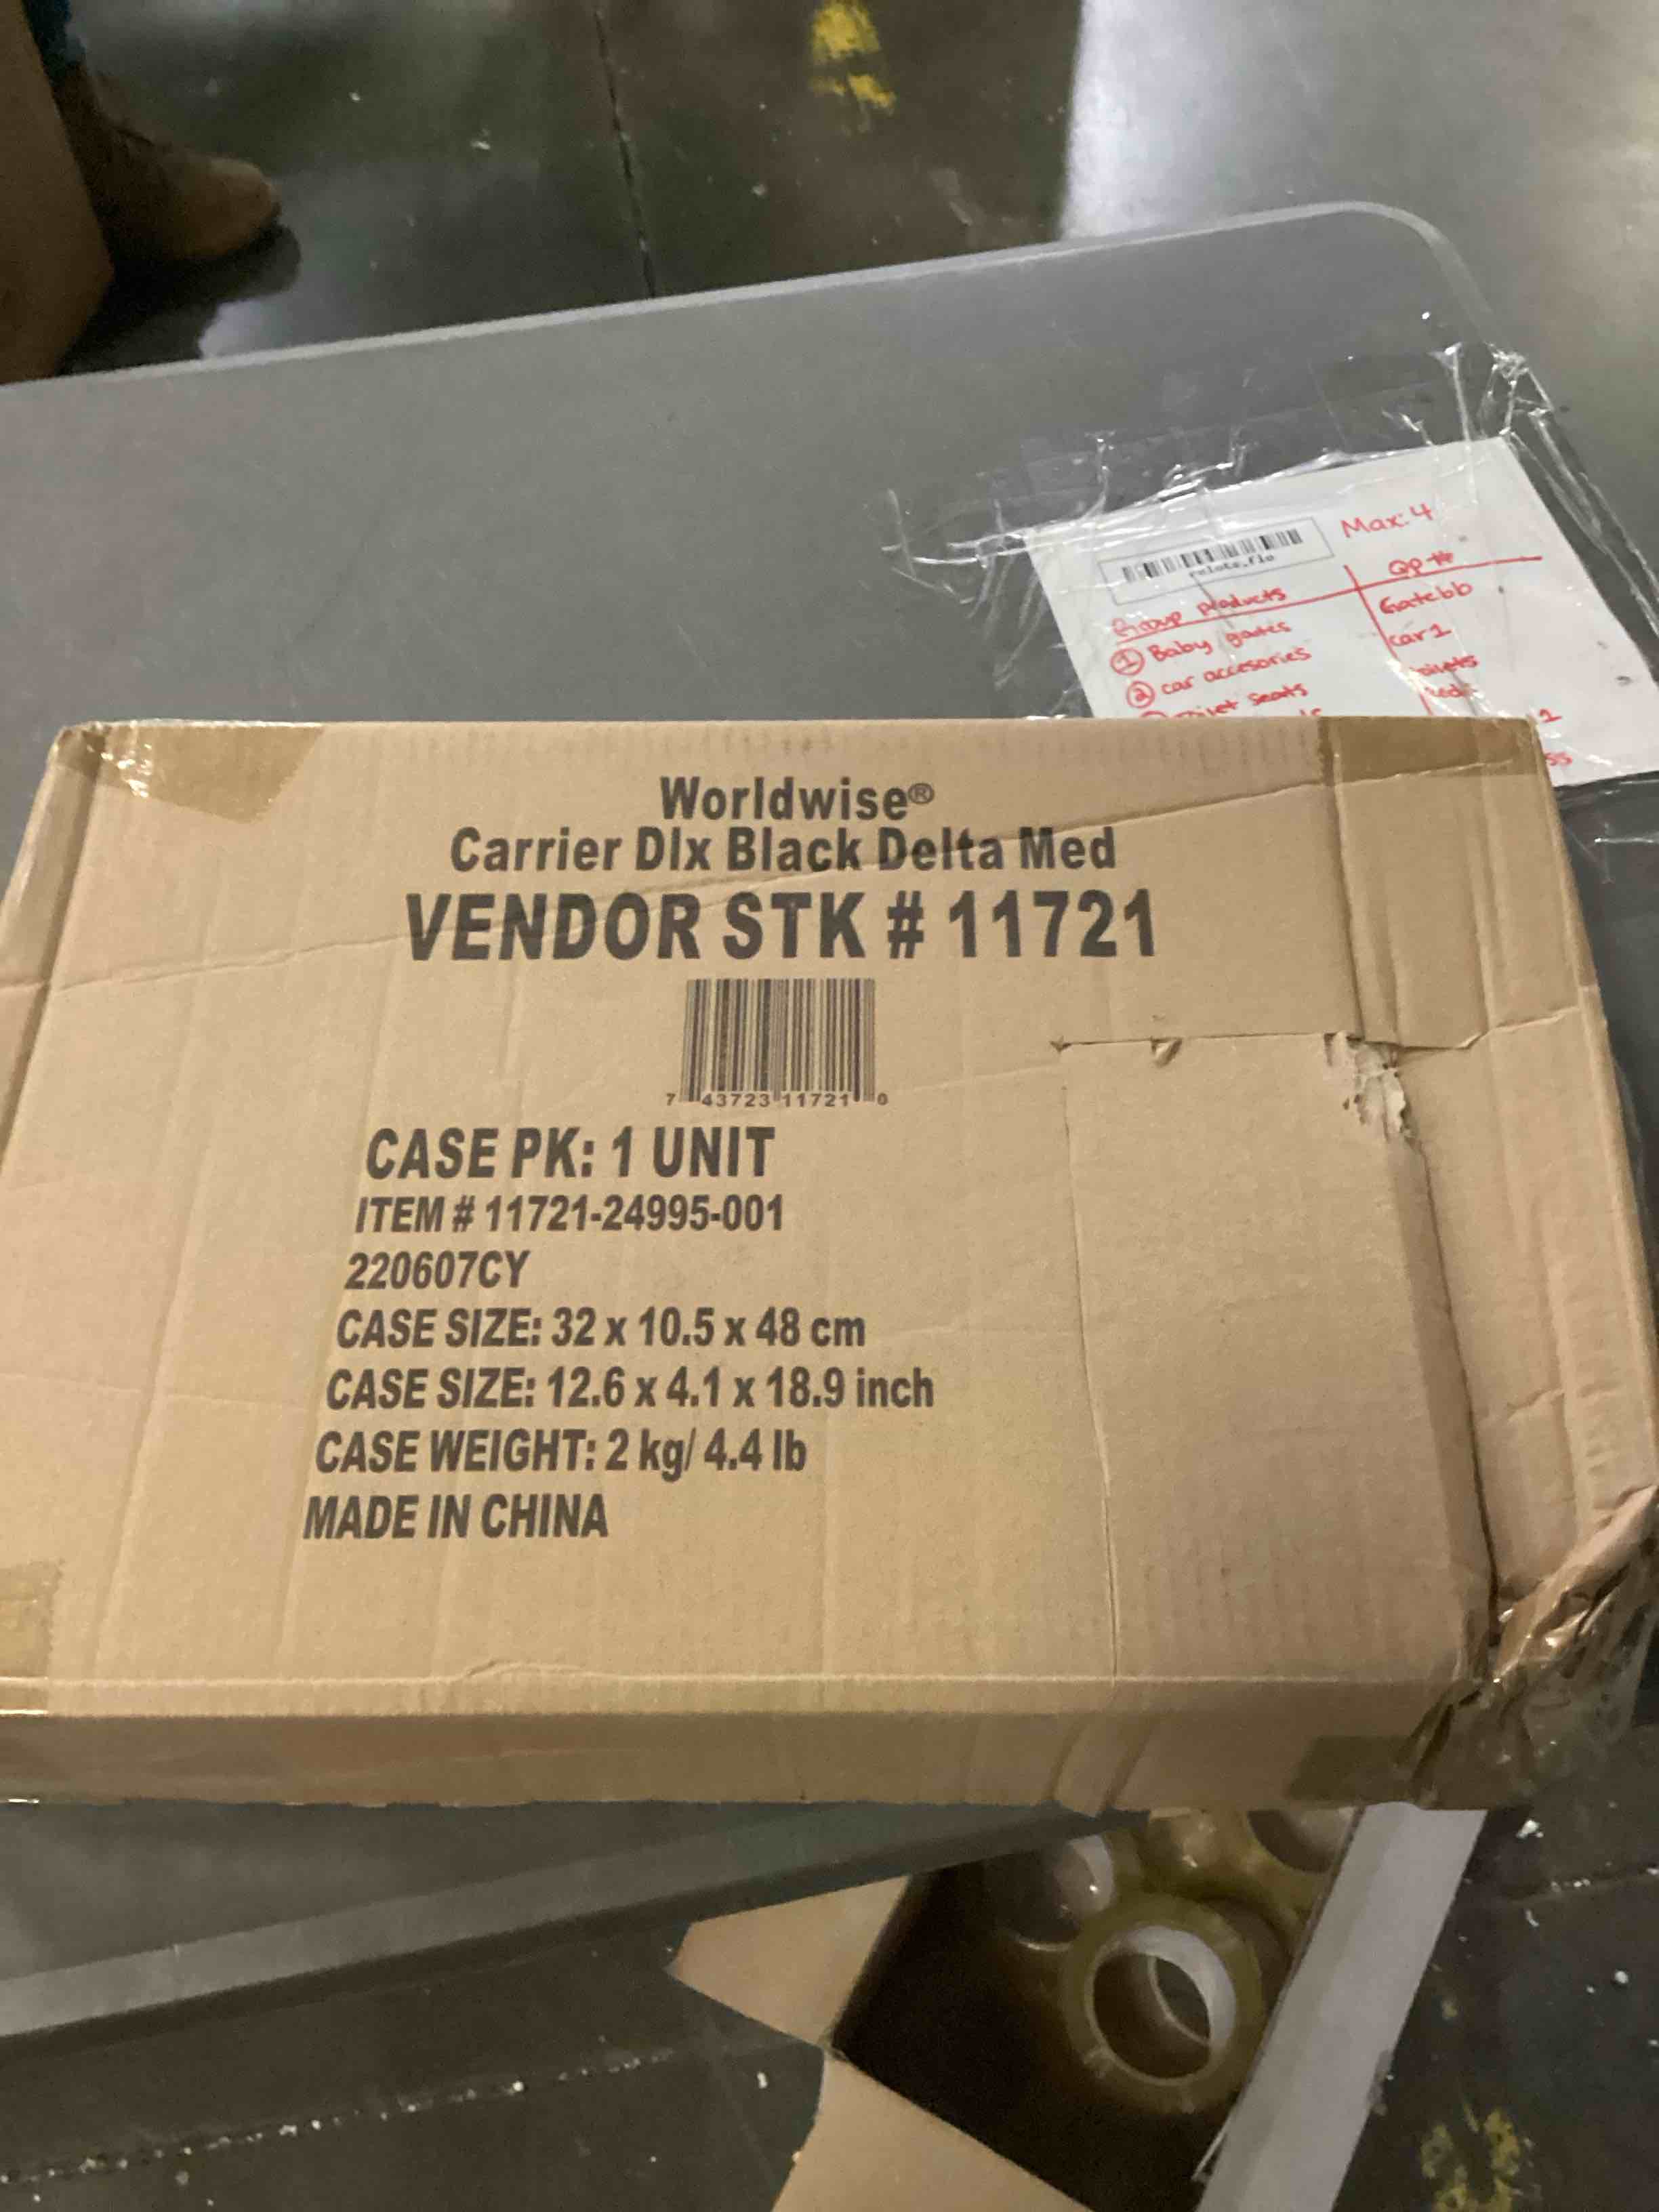 Max: 4
relots_flo
Group products
QP #
① Baby gates
Gatebb
② car accesories
car 1
seats
Worldwise®
Carrier Dlx Black Delta Med
VENDOR STK # 11721
7 43723 11721 0
CASE PK: 1 UNIT
ITEM # 11721-24995-001
220607CY
CASE SIZE: 32 x 10.5 x 48 cm
CASE SIZE: 12.6 x 4.1 x 18.9 inch
CASE WEIGHT: 2 kg/ 4.4 lb
MADE IN CHINA